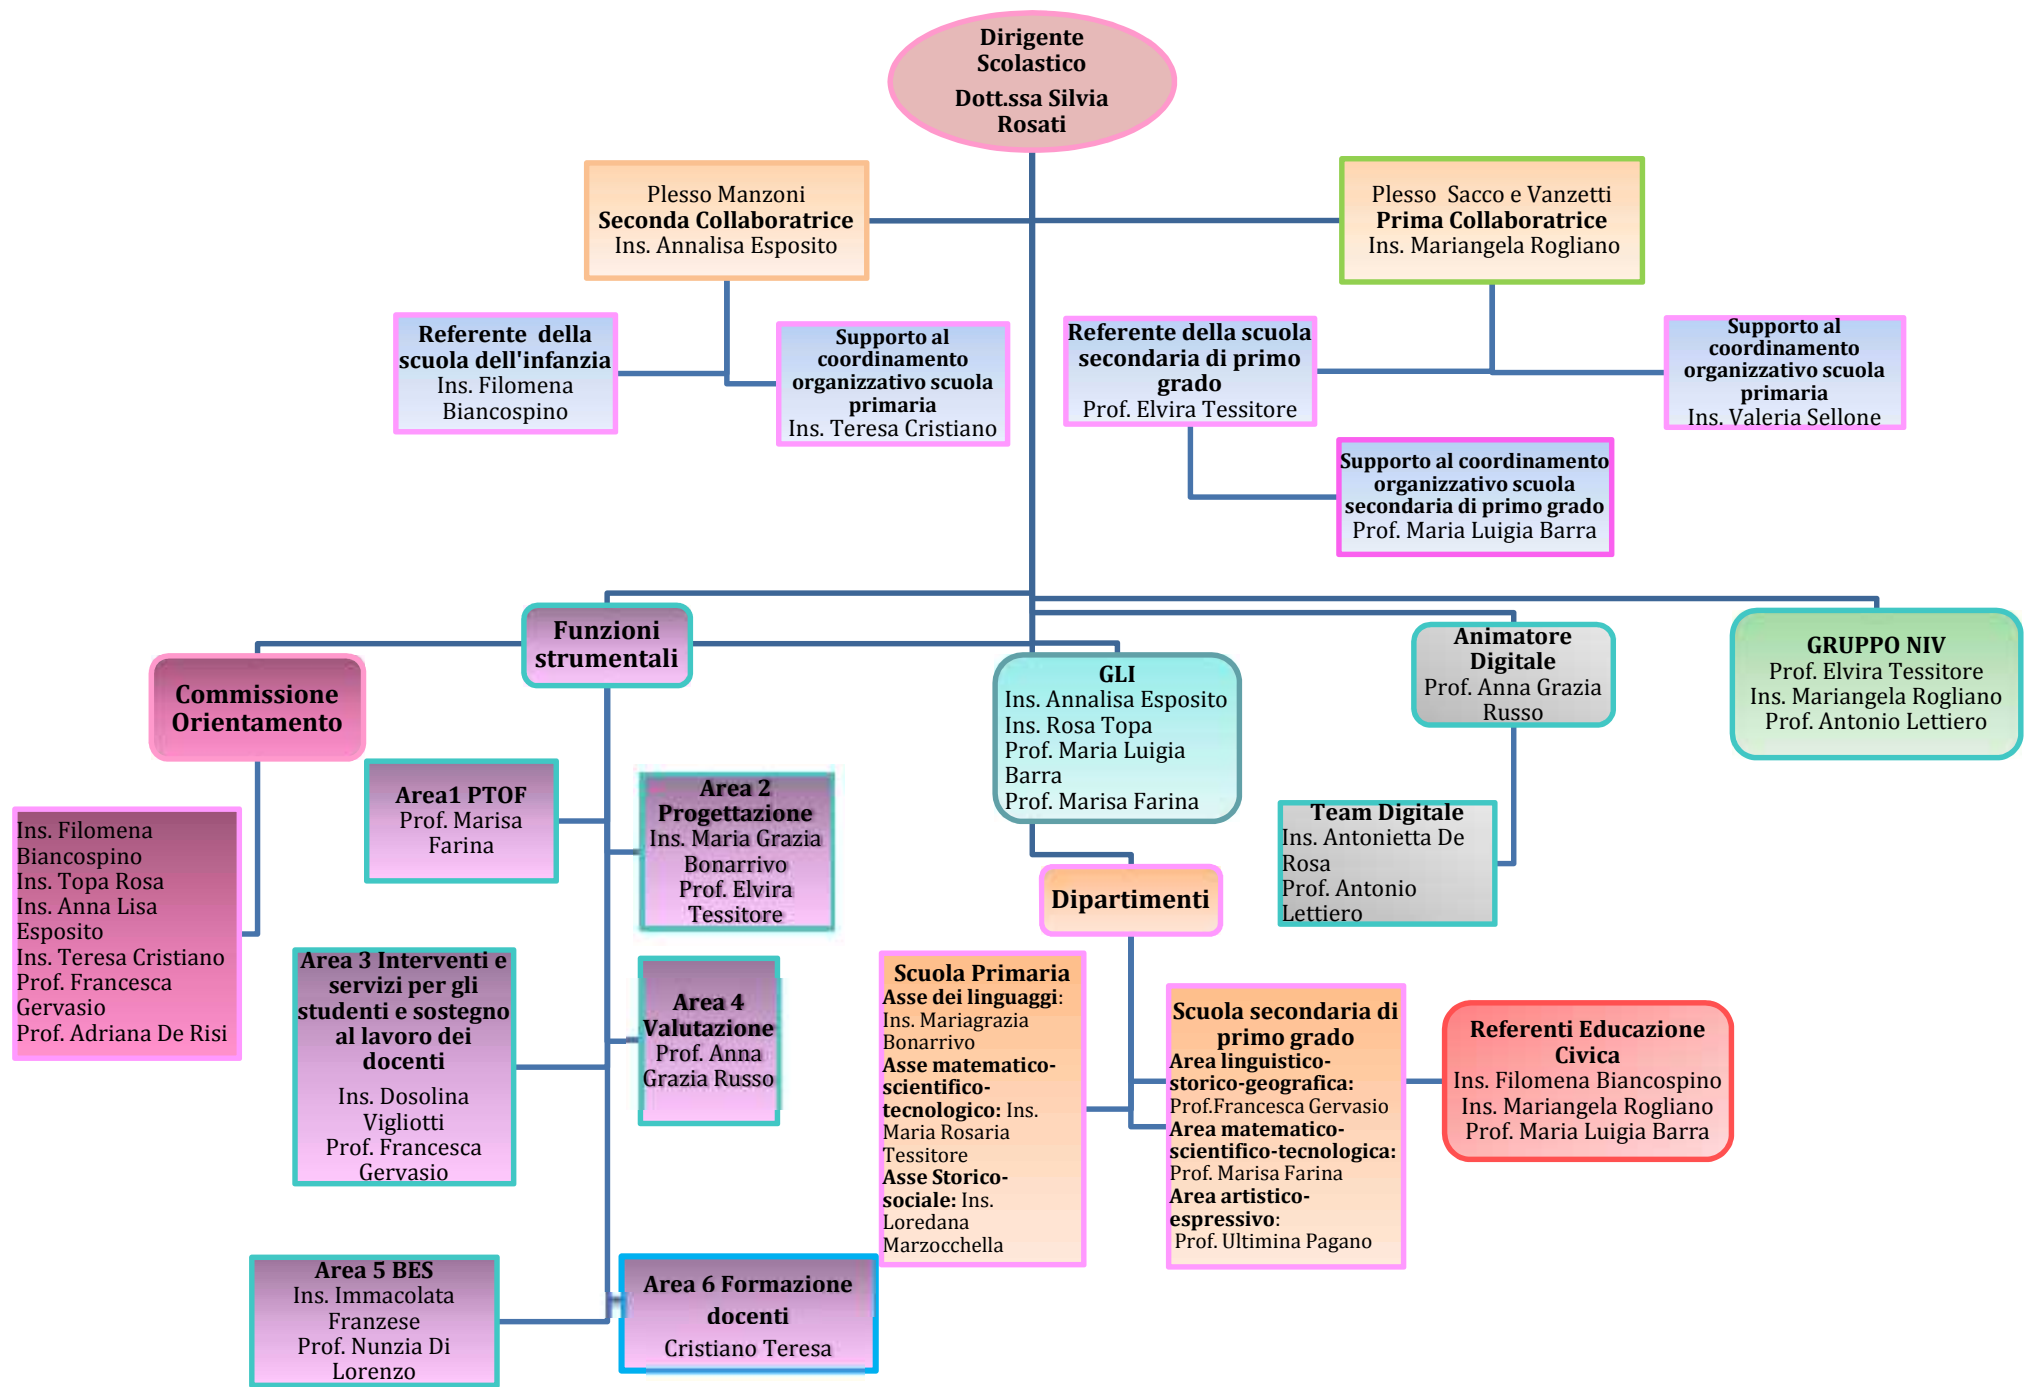 Dirigente
Scolastico
Dott.ssa Silvia
Rosati
Plesso Manzoni
Seconda Collaboratrice
Ins. Annalisa Esposito
Plesso  Sacco e Vanzetti
Prima Collaboratrice
Ins. Mariangela Rogliano
Referente  della
scuola dell'infanzia
Ins. Filomena
Biancospino
Supporto al
coordinamento
organizzativo scuola
primaria
Ins. Teresa Cristiano
Referente della scuola
secondaria di primo
grado
Prof. Elvira Tessitore
Supporto al
coordinamento
organizzativo scuola
primaria
Ins. Valeria Sellone
Supporto al coordinamento
organizzativo scuola
secondaria di primo grado
Prof. Maria Luigia Barra
Funzioni
strumentali
Commissione
Orientamento
GLI
Ins. Annalisa Esposito
Ins. Rosa Topa
Prof. Maria Luigia
Barra
Prof. Marisa Farina
Animatore
Digitale
Prof. Anna Grazia
Russo
GRUPPO NIV
Prof. Elvira Tessitore
Ins. Mariangela Rogliano
Prof. Antonio Lettiero
Ins. Filomena
Biancospino
Ins. Topa Rosa
Ins. Anna Lisa
Esposito
Ins. Teresa Cristiano
Prof. Francesca
Gervasio
Prof. Adriana De Risi
Area1 PTOF
Prof. Marisa
Farina
Area 2
Progettazione
Ins. Maria Grazia
Bonarrivo
Prof. Elvira
Tessitore
Team Digitale
Ins. Antonietta De
Rosa
Prof. Antonio
Lettiero
Dipartimenti
Area 3 Interventi e
servizi per gli
studenti e sostegno
al lavoro dei
docenti
Ins. Dosolina
Vigliotti
Prof. Francesca
Gervasio
Area 4
Valutazione
Prof. Anna
Grazia Russo
Scuola Primaria
Asse dei linguaggi:
Ins. Mariagrazia
Bonarrivo
Asse matematico-
scientifico-
tecnologico: Ins.
Maria Rosaria
Tessitore
Asse Storico-
sociale: Ins.
Loredana
Marzocchella
Scuola secondaria di
primo grado
Area linguistico-
storico-geografica:
Prof.Francesca Gervasio
Area matematico-
scientifico-tecnologica:
Prof. Marisa Farina
Area artistico-
espressivo:
Prof. Ultimina Pagano
Referenti Educazione
Civica
Ins. Filomena Biancospino
Ins. Mariangela Rogliano
Prof. Maria Luigia Barra
Area 5 BES
Ins. Immacolata
Franzese
Prof. Nunzia Di
Lorenzo
Area 6 Formazione
docenti
Cristiano Teresa